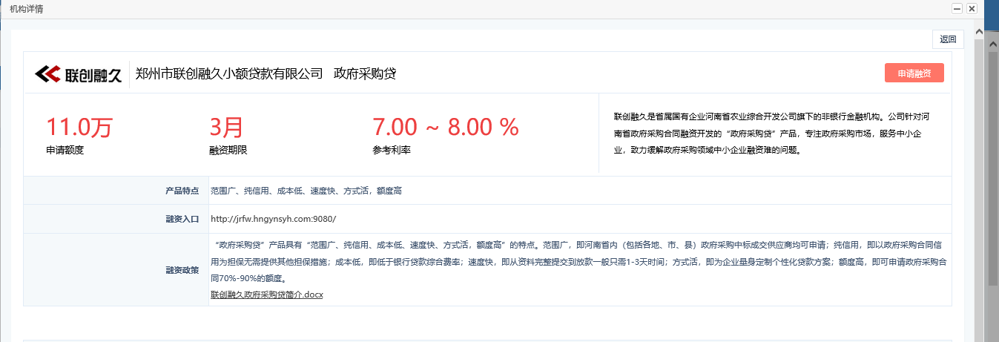 机构详情
返回
联创融久
郑州市联创融久小额贷款有限公司 政府采购贷
申请融资
11.0万
申请额度
3月
融资期限
7.00 ~ 8.00 %
参考利率
联创融久是省属国有企业河南省农业综合开发公司旗下的非银行金融机构。公司针对河
南省政府采购合同融资开发的“政府采购贷”产品，专注政府采购市场，服务中小企
业，致力缓解政府采购领域中小企业融资难的问题。
产品特点
范围广、纯信用、成本低、速度快、方式活，额度高
融资入口
http://jrfw.hngynsyh.com:9080/
融资政策
“政府采购贷”产品具有“范围广、纯信用、成本低、速度快、方式活，额度高”的特点。范围广，即河南省内（包括各地、市、县）政府采购中标成交供应商均可申请；纯信用，即以政府采购合同信
用为担保无需提供其他担保措施；成本低，即低于银行贷款综合费率；速度快，即从资料完整提交到放款一般只需1-3天时间；方式活，即为企业量身定制个性化贷款方案；额度高，即可申请政府采购合
同70%-90%的额度。
联创融久政府采购贷简介.docx